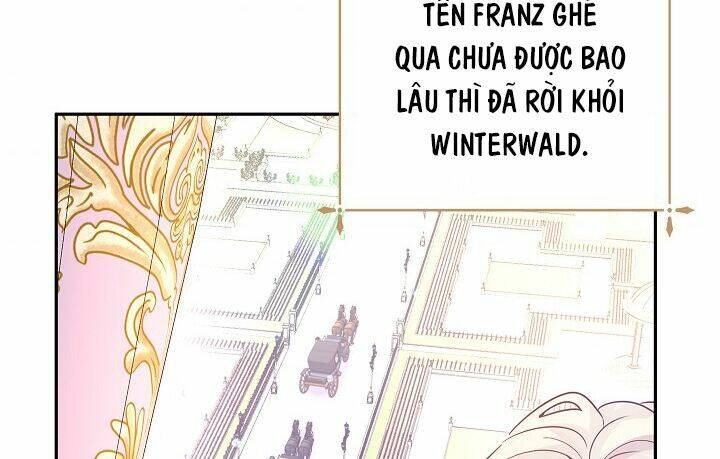 TÊN FRANZ GHÉ
QUA CHƯA ĐƯỢC BAO
LÂU THÌ ĐÃ RỜI KHỎI
WINTERWALD.